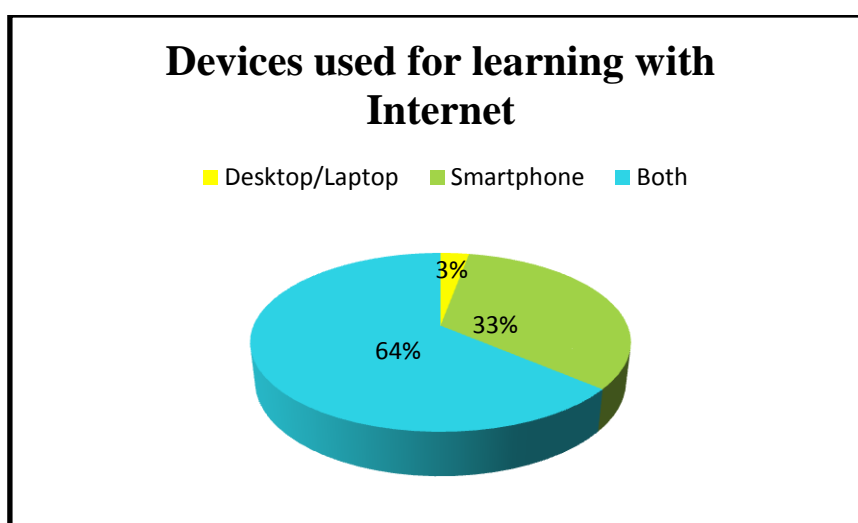 Devices used for learning with
Internet
Desktop/Laptop Smartphone Both
3%
33%
64%